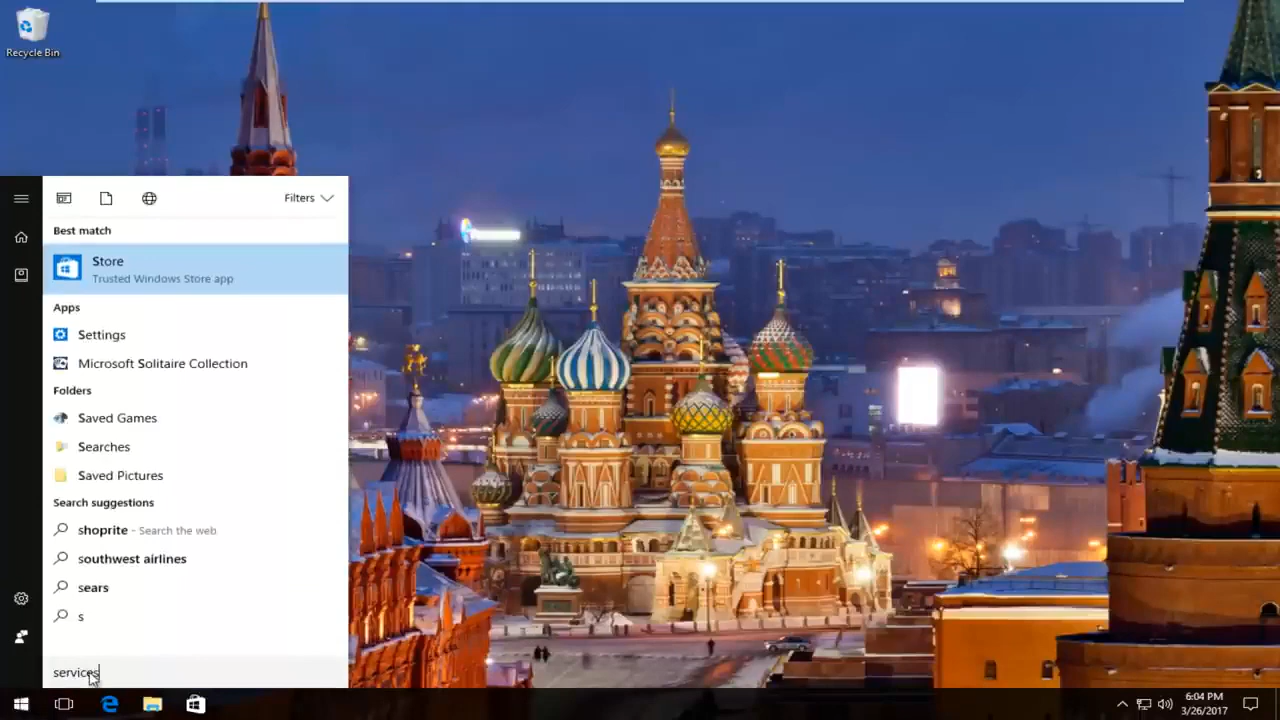 Recycle Bin
Filters
Best match
Store
Trusted Windows Store app
Apps
Settings
Microsoft Solitaire Collection
Folders
Saved Games
Searches
Saved Pictures
Search suggestions
shoprite - Search the web
southwest airlines
sears
s
services
6:04 PM
3/26/2017